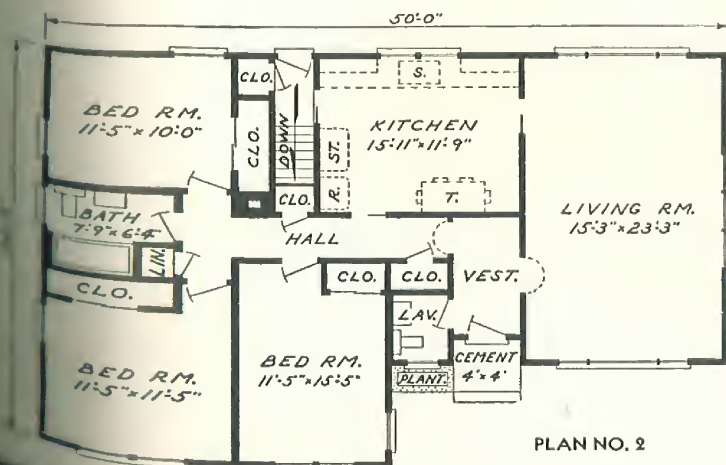 50'-0"
BED RM.
11'-5" x 10'-0"
CLO.
CLO.
DOWN
CLO.
ST.
R.
S.
KITCHEN
15'-11" x 11'-9"
T.
LIVING RM.
15'-3" x 23'-3"
BATH
7'-9" x 6'-4"
LIN.
HALL
CLO.
CLO.
CLO.
VEST.
LAV.
BED RM.
11'-5" x 11'-5"
BED RM.
11'-5" x 15'-5"
PLANT.
CEMENT
4' x 4'
PLAN NO. 2